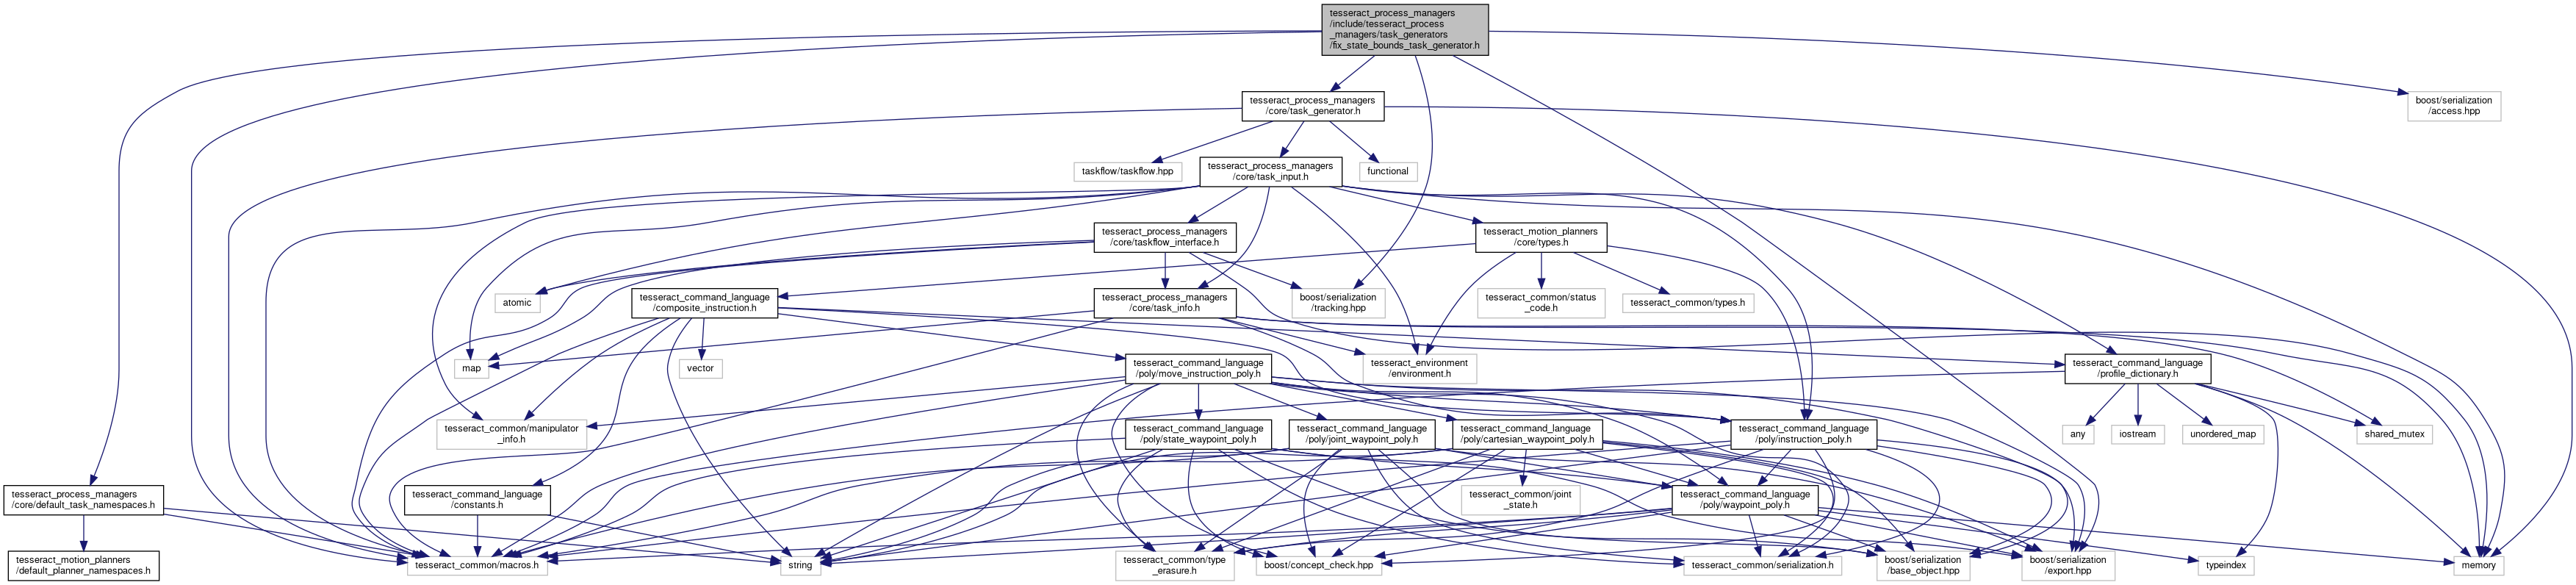 tesseract_process_managers
/include/tesseract_process
_managers/task_generators
/fix_state_bounds_task_generator.h
tesseract_process_managers
/core/task_generator.h
boost/serialization
/access.hpp
taskflow/taskflow.hpp
tesseract_process_managers
/core/task_input.h
functional
tesseract_process_managers
/core/taskflow_interface.h
tesseract_motion_planners
/core/types.h
atomic
tesseract_command_language
/composite_instruction.h
tesseract_process_managers
/core/task_info.h
boost/serialization
/tracking.hpp
tesseract_common/status
_code.h
tesseract_common/types.h
map
vector
tesseract_command_language
/poly/move_instruction_poly.h
tesseract_environment
/environment.h
tesseract_command_language
/profile_dictionary.h
tesseract_common/manipulator
_info.h
tesseract_command_language
/poly/state_waypoint_poly.h
tesseract_command_language
/poly/joint_waypoint_poly.h
tesseract_command_language
/poly/cartesian_waypoint_poly.h
tesseract_command_language
/poly/instruction_poly.h
any
iostream
unordered_map
shared_mutex
tesseract_process_managers
/core/default_task_namespaces.h
tesseract_command_language
/constants.h
tesseract_common/joint
_state.h
tesseract_command_language
/poly/waypoint_poly.h
tesseract_motion_planners
/default_planner_namespaces.h
tesseract_common/macros.h
string
tesseract_common/type
_erasure.h
boost/concept_check.hpp
tesseract_common/serialization.h
boost/serialization
/base_object.hpp
boost/serialization
/export.hpp
typeindex
memory